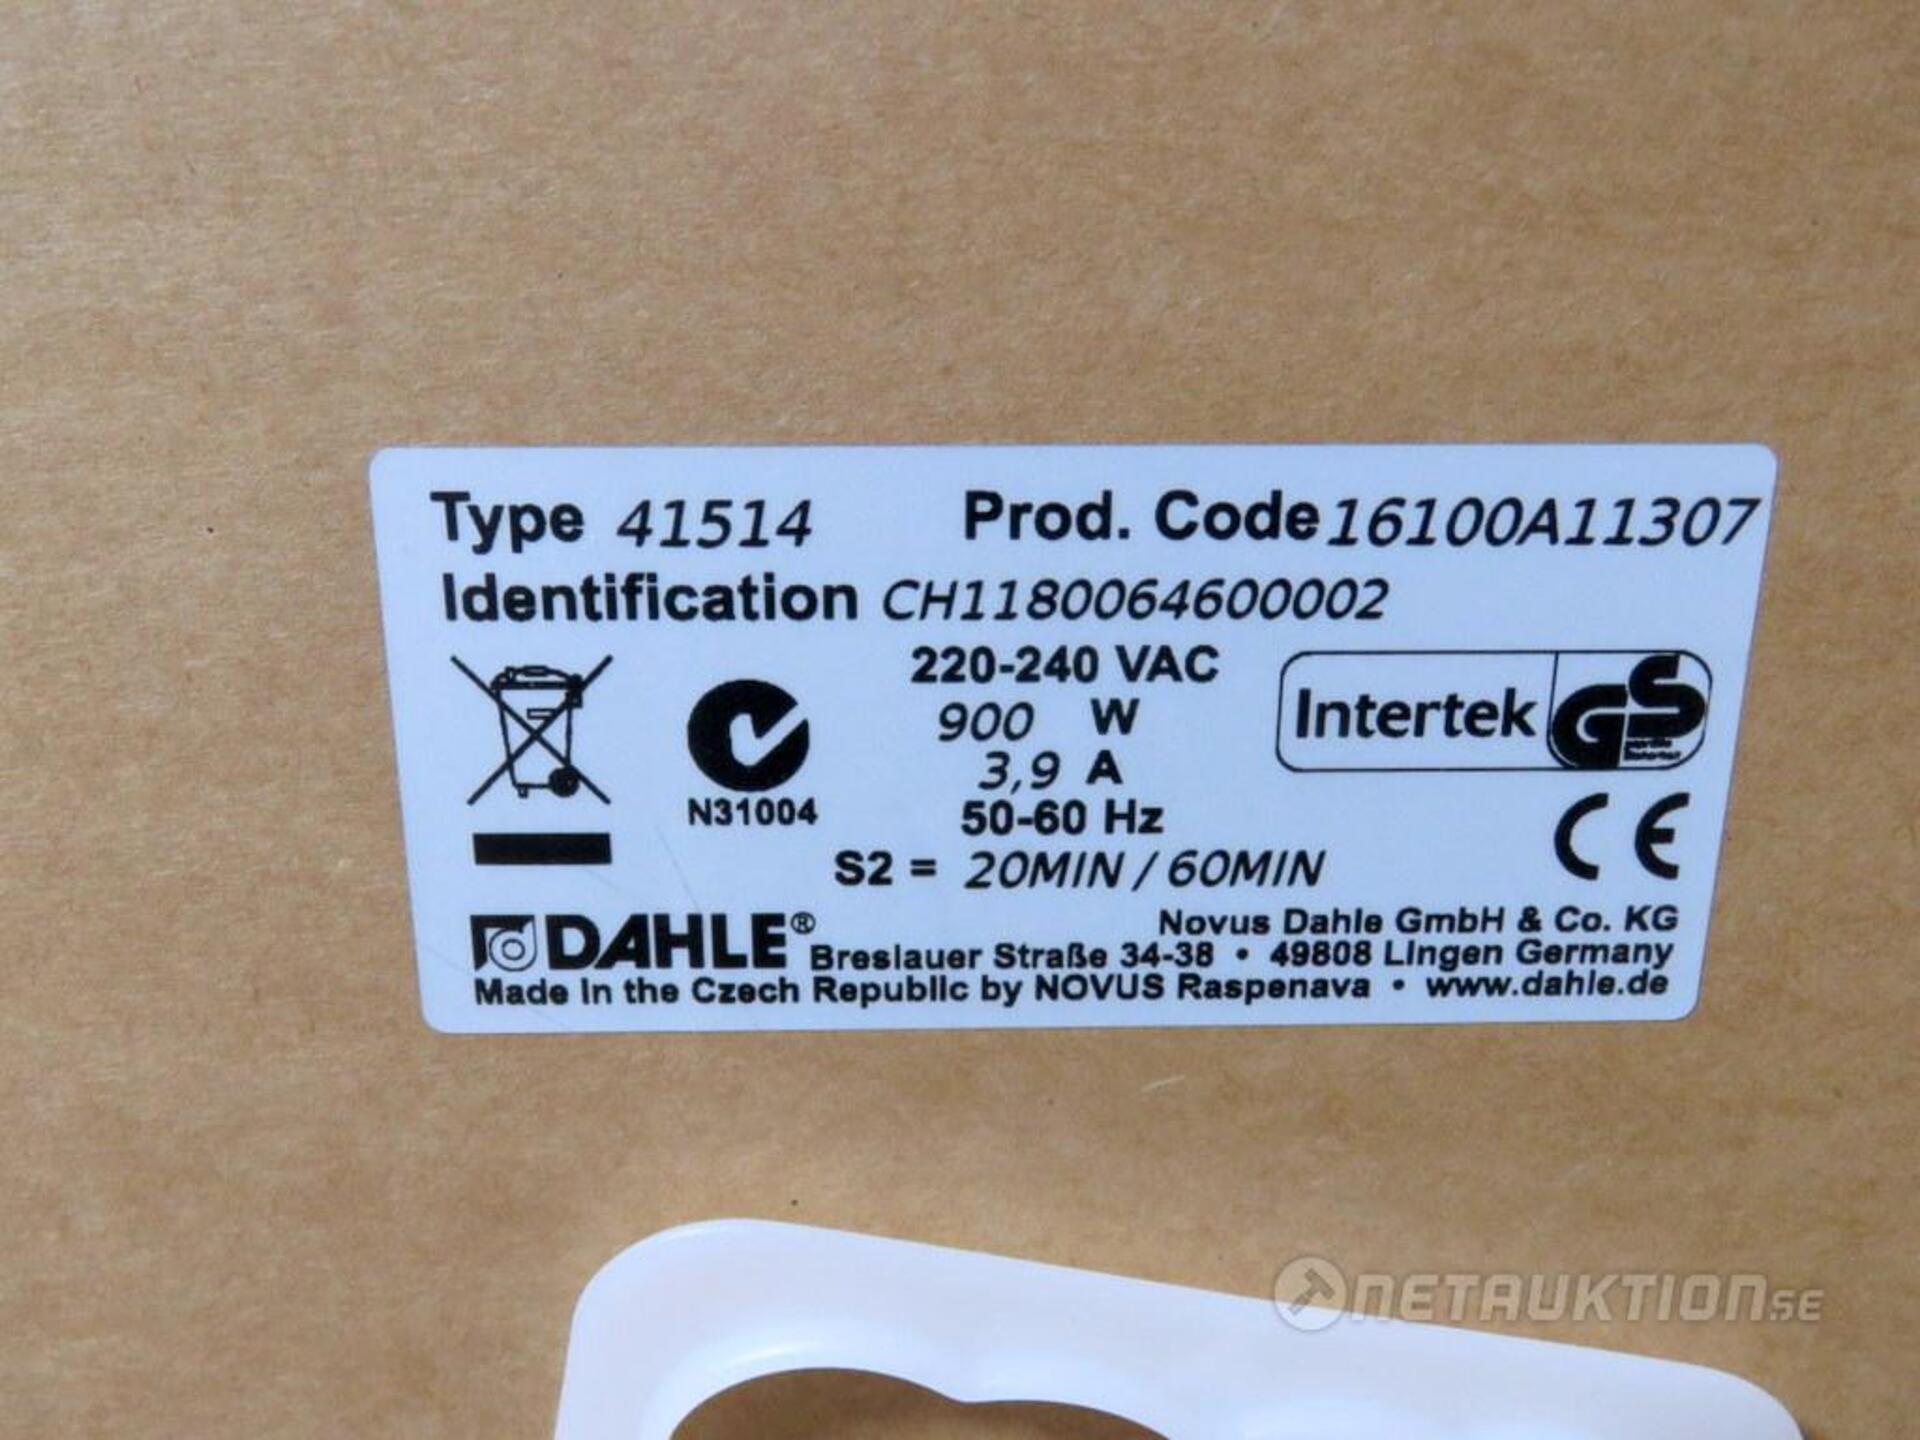 Type 41514 Prod. Code 16100A11307
Identification CH1180064600002
220-240 VAC
900 W
3,9 A
50-60 Hz
S2 = 20MIN / 60MIN
N31004
Intertek GS
CE
DAHLE®
Novus Dahle GmbH & Co. KG
Breslauer Straße 34-38 • 49808 Lingen Germany
Made in the Czech Republic by NOVUS Raspenava • www.dahle.de
NETAUKTION.SE